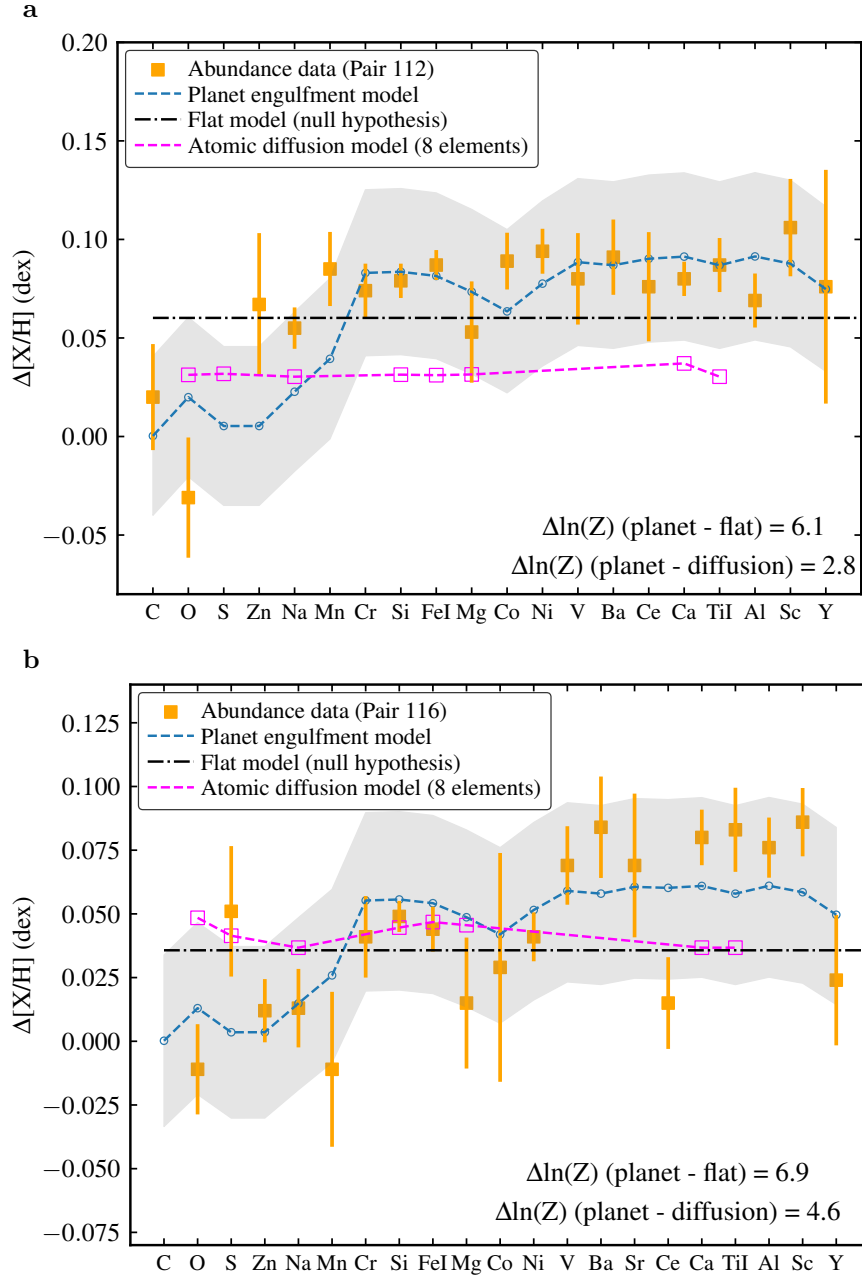 a
0.20
0.15
0.10
0.05
0.00
−0.05
Δ[X/H] (dex)
Abundance data (Pair 112)
Planet engulfment model
Flat model (null hypothesis)
Atomic diffusion model (8 elements)
Δln(Z) (planet - flat) = 6.1
Δln(Z) (planet - diffusion) = 2.8
C O S Zn Na Mn Cr Si FeI Mg Co Ni V Ba Ce Ca TiI Al Sc Y
b
0.125
0.100
0.075
0.050
0.025
0.000
−0.025
−0.050
−0.075
Δ[X/H] (dex)
Abundance data (Pair 116)
Planet engulfment model
Flat model (null hypothesis)
Atomic diffusion model (8 elements)
Δln(Z) (planet - flat) = 6.9
Δln(Z) (planet - diffusion) = 4.6
C O S Zn Na Mn Cr Si FeI Mg Co Ni V Ba Sr Ce Ca TiI Al Sc Y